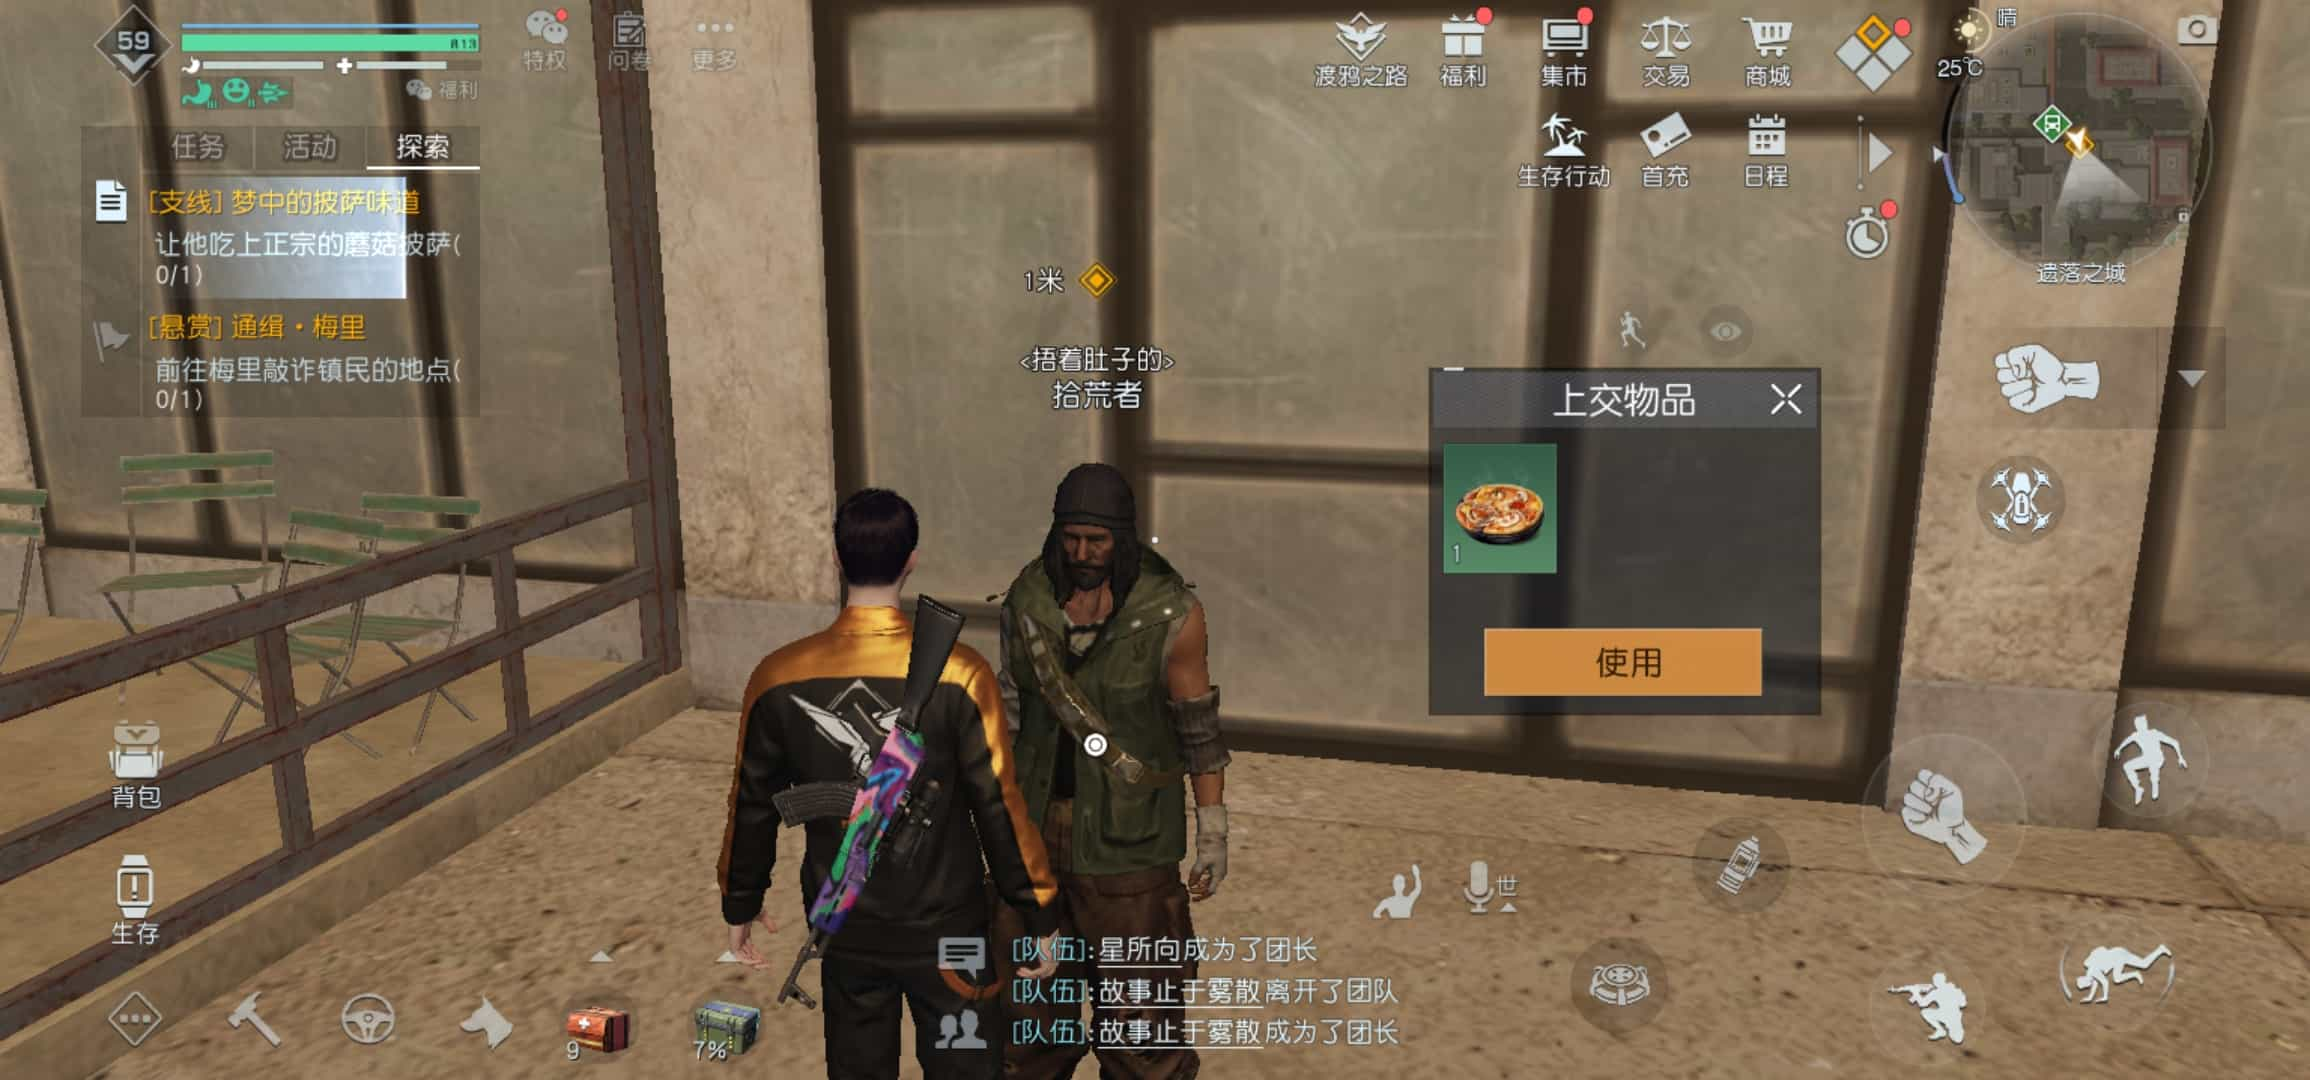 59
813
福利
特权
问卷
更多
渡鸦之路
福利
集市
交易
商城
生存行动
首充
日程
晴
25℃
遗落之城
任务
活动
探索
[支线] 梦中的披萨味道
让他吃上正宗的蘑菇披萨(
0/1)
[悬赏] 通缉·梅里
前往梅里敲诈镇民的地点(
0/1)
1米
<捂着肚子的>
拾荒者
上交物品
1
使用
背包
生存
9
7%
世
[队伍]:星所向成为了团长
[队伍]:故事止于雾散离开了团队
[队伍]:故事止于雾散成为了团长